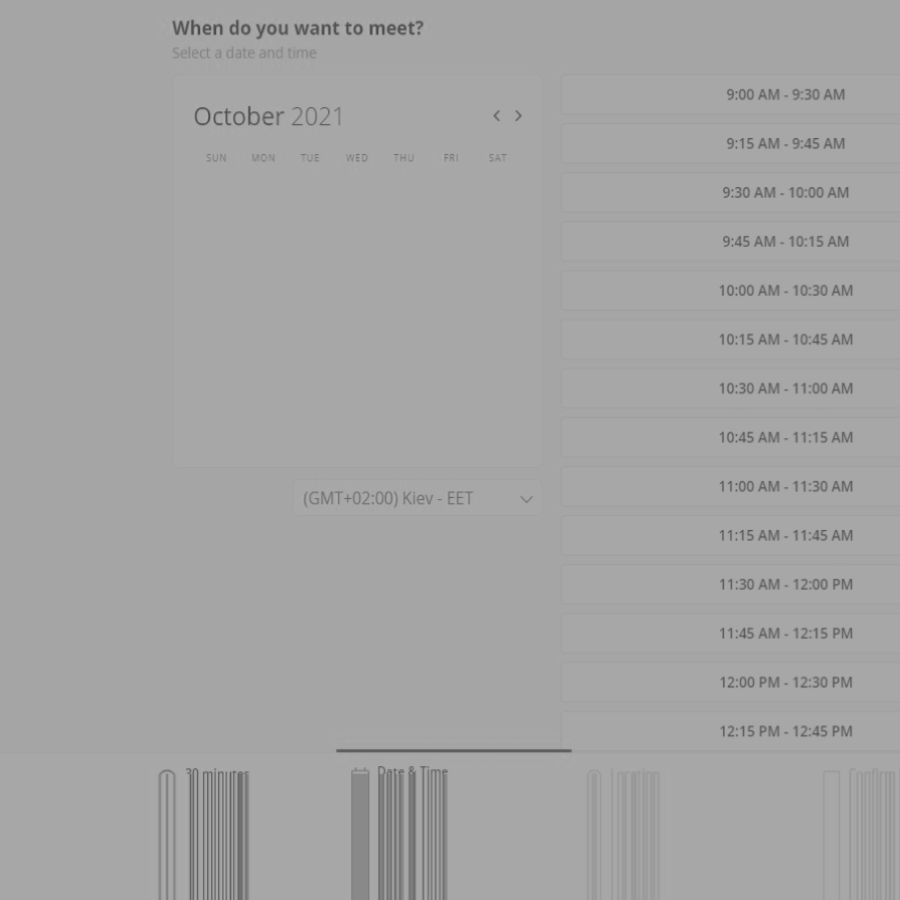 When do you want to meet?
Select a date and time
October 2021
SUN MON TUE WED THU FRI SAT
(GMT+02:00) Kiev - EET
9:00 AM - 9:30 AM
9:15 AM - 9:45 AM
9:30 AM - 10:00 AM
9:45 AM - 10:15 AM
10:00 AM - 10:30 AM
10:15 AM - 10:45 AM
10:30 AM - 11:00 AM
10:45 AM - 11:15 AM
11:00 AM - 11:30 AM
11:15 AM - 11:45 AM
11:30 AM - 12:00 PM
11:45 AM - 12:15 PM
12:00 PM - 12:30 PM
12:15 PM - 12:45 PM
30 minutes
Date & Time